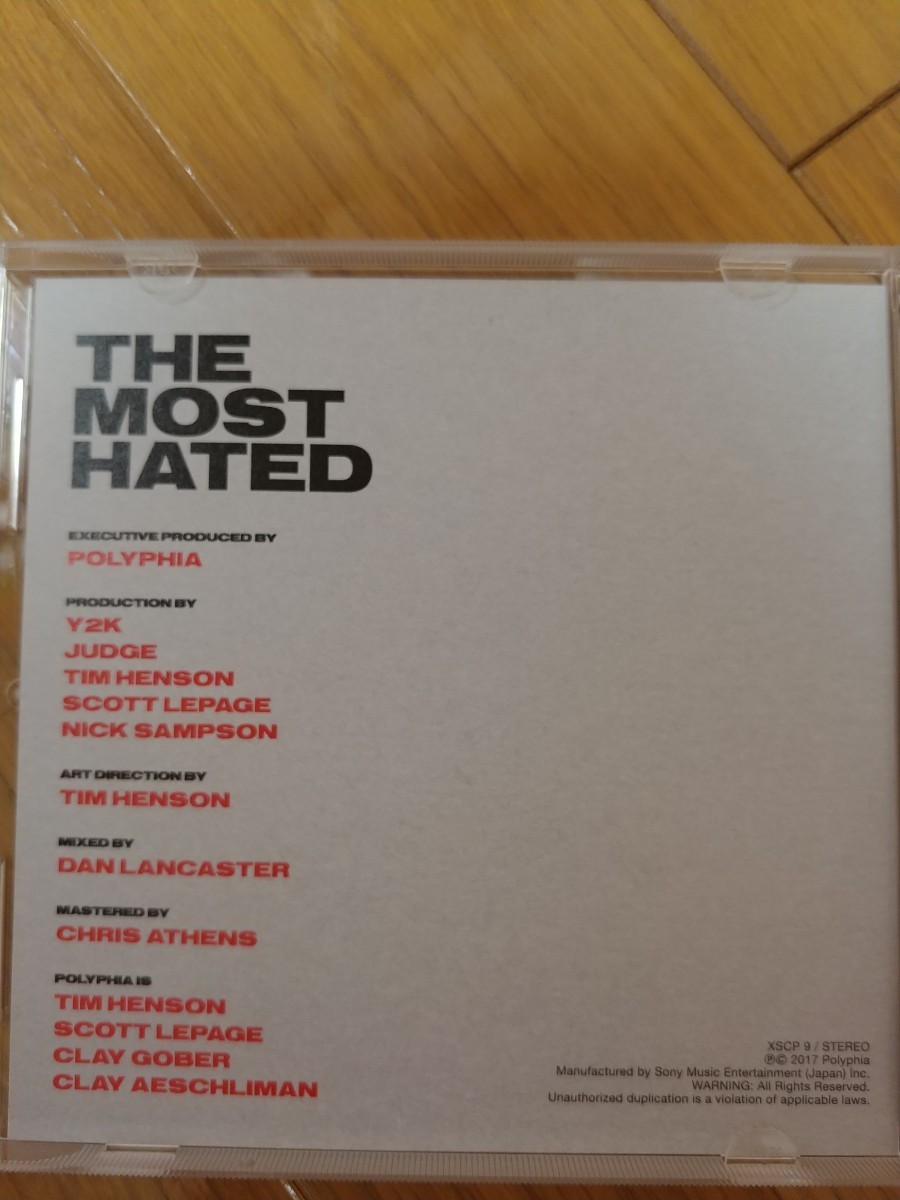 THE
MOST
HATED
EXECUTIVE PRODUCED BY
POLYPHIA
PRODUCTION BY
Y2K
JUDGE
TIM HENSON
SCOTT LEPAGE
NICK SAMPSON
ART DIRECTION BY
TIM HENSON
MIXED BY
DAN LANCASTER
MASTERED BY
CHRIS ATHENS
POLYPHIA IS
TIM HENSON
SCOTT LEPAGE
CLAY GOBER
CLAY AESCHLIMAN
XSCP 9 / STEREO
℗© 2017 Polyphia
Manufactured by Sony Music Entertainment (Japan) Inc.
WARNING: All Rights Reserved.
Unauthorized duplication is a violation of applicable laws.